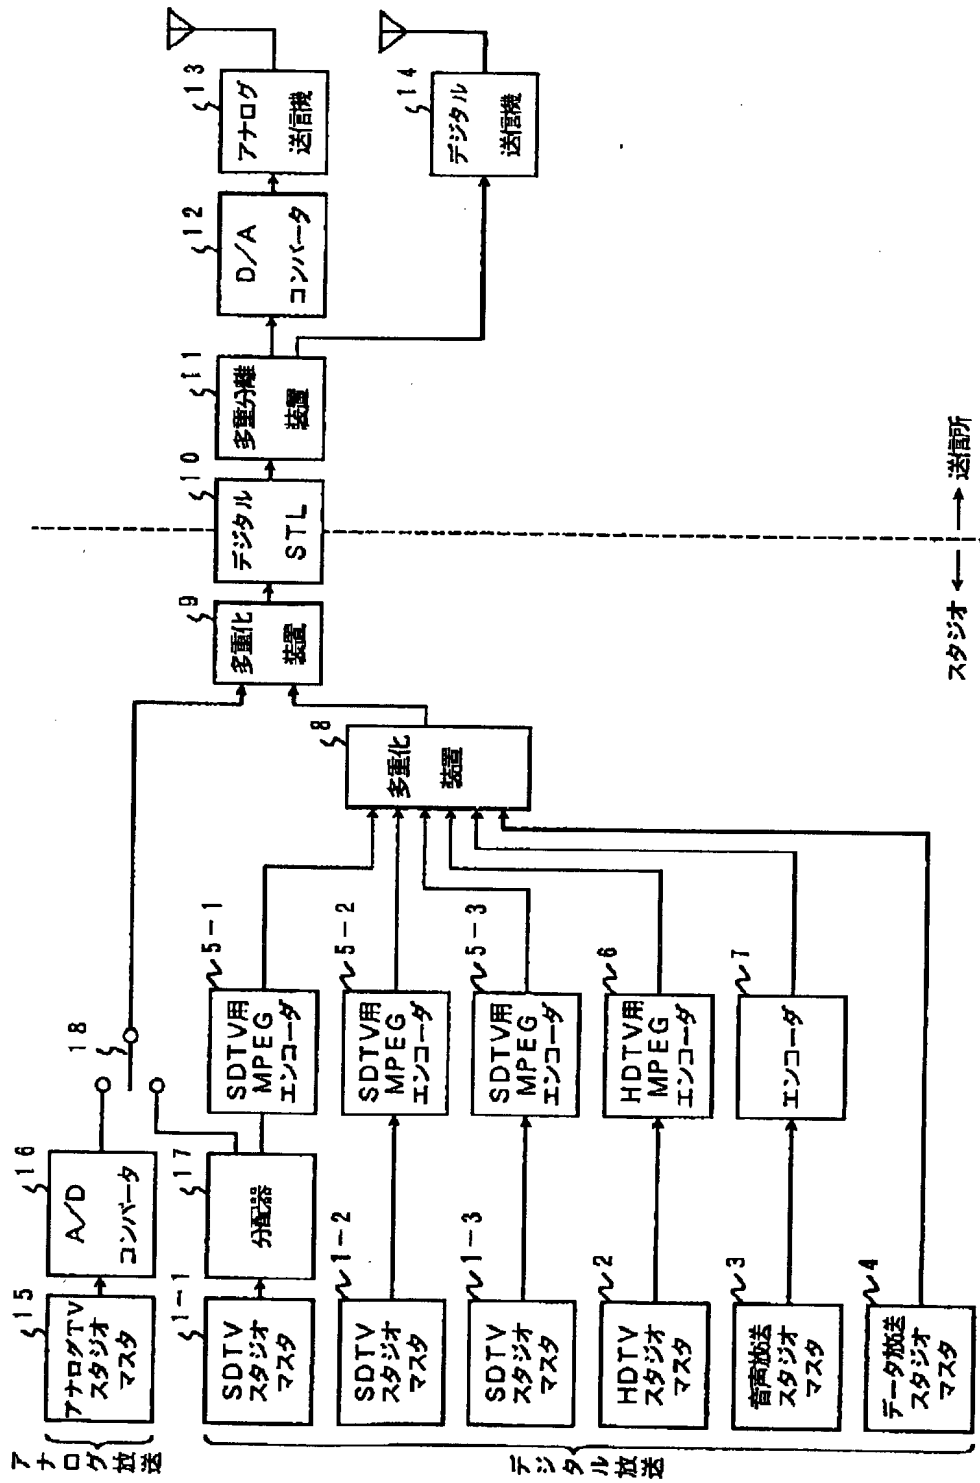 アナログ放送
アナログTV
スタジオ
マスタ
15
A/D
コンバータ
16
18
デジタル放送
SDTV
スタジオ
マスタ
1-1
分配器
17
SDTV用
MPEG
エンコーダ
5-1
SDTV
スタジオ
マスタ
1-2
SDTV用
MPEG
エンコーダ
5-2
SDTV
スタジオ
マスタ
1-3
SDTV用
MPEG
エンコーダ
5-3
HDTV
スタジオ
マスタ
2
HDTV用
MPEG
エンコーダ
6
音声放送
スタジオ
マスタ
3
エンコーダ
7
データ放送
スタジオ
マスタ
4
多重化
装置
8
多重化
装置
9
デジタル
STL
10
多重分離
装置
11
D/A
コンバータ
12
アナログ
送信機
13
デジタル
送信機
14
スタジオ ← → 送信所